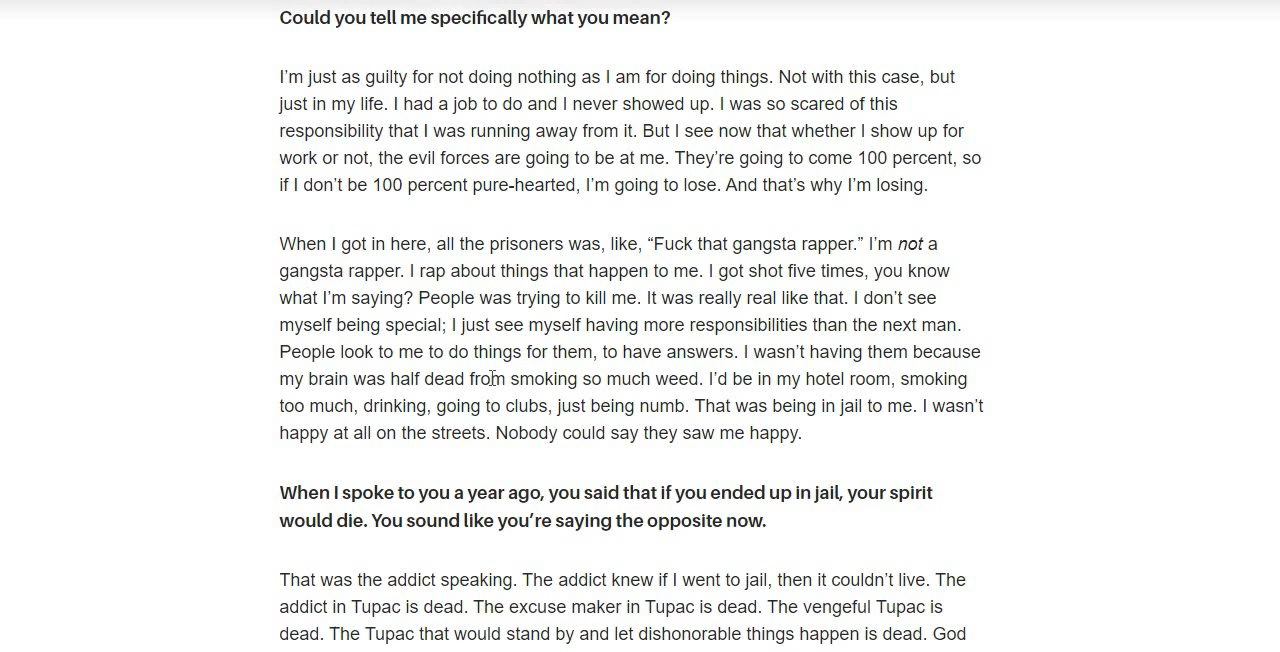 Could you tell me specifically what you mean?
I’m just as guilty for not doing nothing as I am for doing things. Not with this case, but
just in my life. I had a job to do and I never showed up. I was so scared of this
responsibility that I was running away from it. But I see now that whether I show up for
work or not, the evil forces are going to be at me. They’re going to come 100 percent, so
if I don’t be 100 percent pure-hearted, I’m going to lose. And that’s why I’m losing.
When I got in here, all the prisoners was, like, “Fuck that gangsta rapper.” I’m not a
gangsta rapper. I rap about things that happen to me. I got shot five times, you know
what I’m saying? People was trying to kill me. It was really real like that. I don’t see
myself being special; I just see myself having more responsibilities than the next man.
People look to me to do things for them, to have answers. I wasn’t having them because
my brain was half dead from smoking so much weed. I’d be in my hotel room, smoking
too much, drinking, going to clubs, just being numb. That was being in jail to me. I wasn’t
happy at all on the streets. Nobody could say they saw me happy.
When I spoke to you a year ago, you said that if you ended up in jail, your spirit
would die. You sound like you’re saying the opposite now.
That was the addict speaking. The addict knew if I went to jail, then it couldn’t live. The
addict in Tupac is dead. The excuse maker in Tupac is dead. The vengeful Tupac is
dead. The Tupac that would stand by and let dishonorable things happen is dead. God